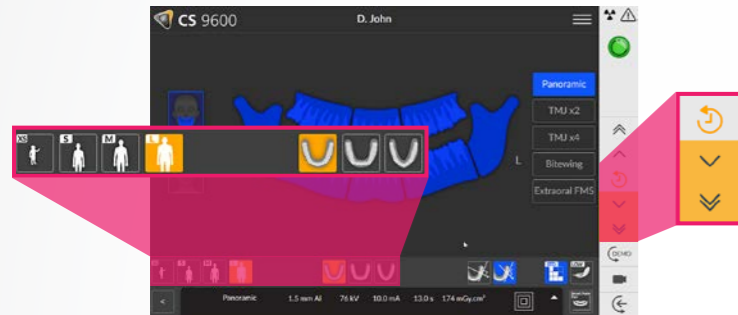 CS 9600
D. John
Panoramic
TMJ x2
TMJ x4
Bitewing
Extraoral FMS
L
XS
S
M
L
DEMO
Panoramic 1.5 mm Al 76 kV 10.0 mA 13.0 s 174 mGy.cm²